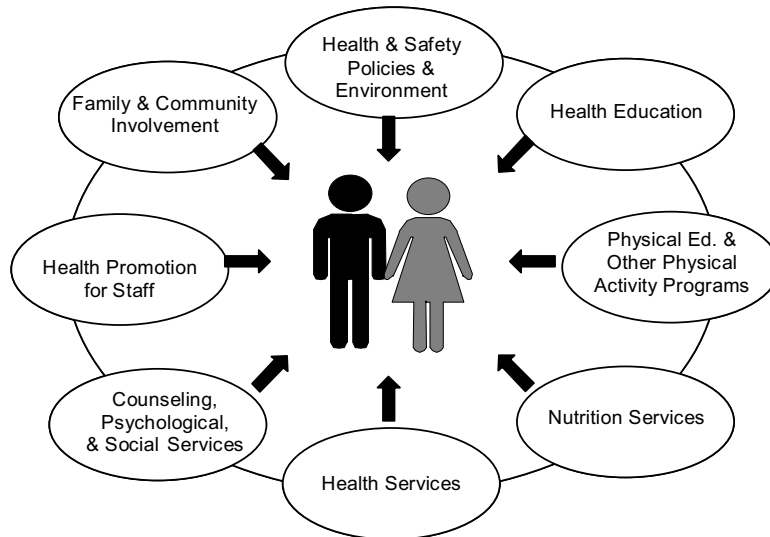 Health & Safety
Policies &
Environment
Family & Community
Involvement
Health Education
Health Promotion
for Staff
Physical Ed. &
Other Physical
Activity Programs
Counseling,
Psychological,
& Social Services
Nutrition Services
Health Services